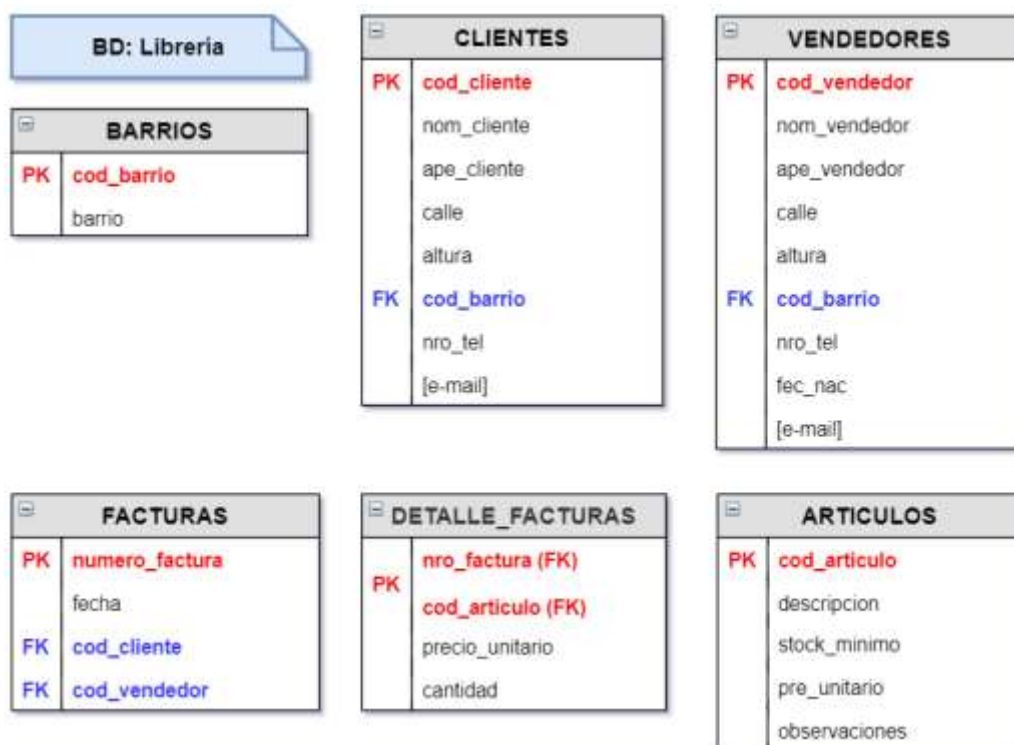 BD: Librería
BARRIOS
PK cod_barrio
barrio
CLIENTES
PK cod_cliente
nom_cliente
ape_cliente
calle
altura
FK cod_barrio
nro_tel
[e-mail]
VENDEDORES
PK cod_vendedor
nom_vendedor
ape_vendedor
calle
altura
FK cod_barrio
nro_tel
fec_nac
[e-mail]
FACTURAS
PK numero_factura
fecha
FK cod_cliente
FK cod_vendedor
DETALLE_FACTURAS
PK nro_factura (FK)
cod_articulo (FK)
precio_unitario
cantidad
ARTICULOS
PK cod_articulo
descripcion
stock_minimo
pre_unitario
observaciones